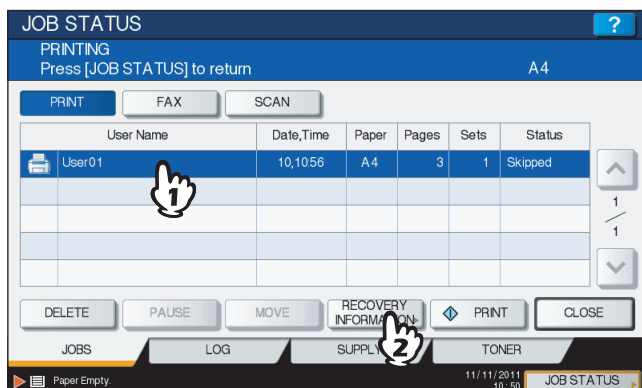 JOB STATUS
?
PRINTING
Press [JOB STATUS] to return A4
PRINT FAX SCAN
User Name Date,Time Paper Pages Sets Status
User01 10,10:56 A4 3 1 Skipped
1
1
1
DELETE PAUSE MOVE RECOVERY PRINT CLOSE
2
JOBS LOG TONER
Paper Empty. 11/11/2011 JOB STATUS
10:50